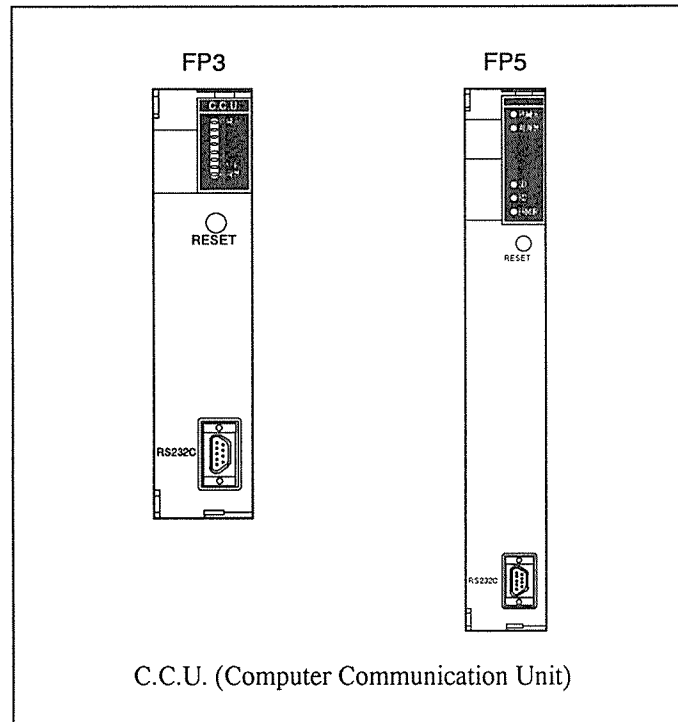 FP3
FP5
C.C.U.
RESET
RESET
RS232C
RS232C
C.C.U. (Computer Communication Unit)